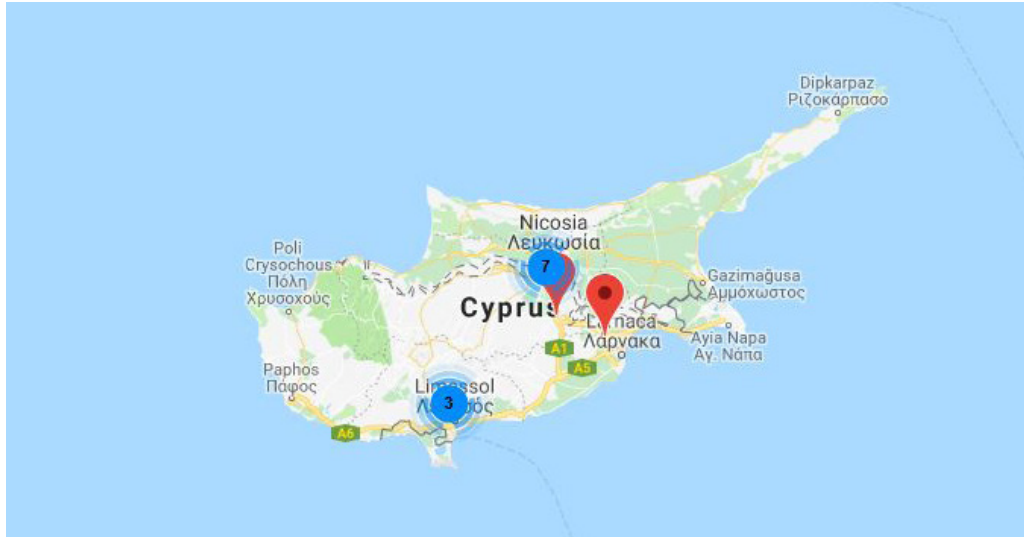 Dipkarpaz
Ριζοκάρπασο
Nicosia
Λευκωσία
7
Poli
Crysochous
Πόλη
Χρυσοχούς
Gazimağusa
Αμμόχωστος
Cyprus
Ayia Napa
Αγ. Νάπα
Λάρνακα
A1
A5
Paphos
Πάφος
3
A6